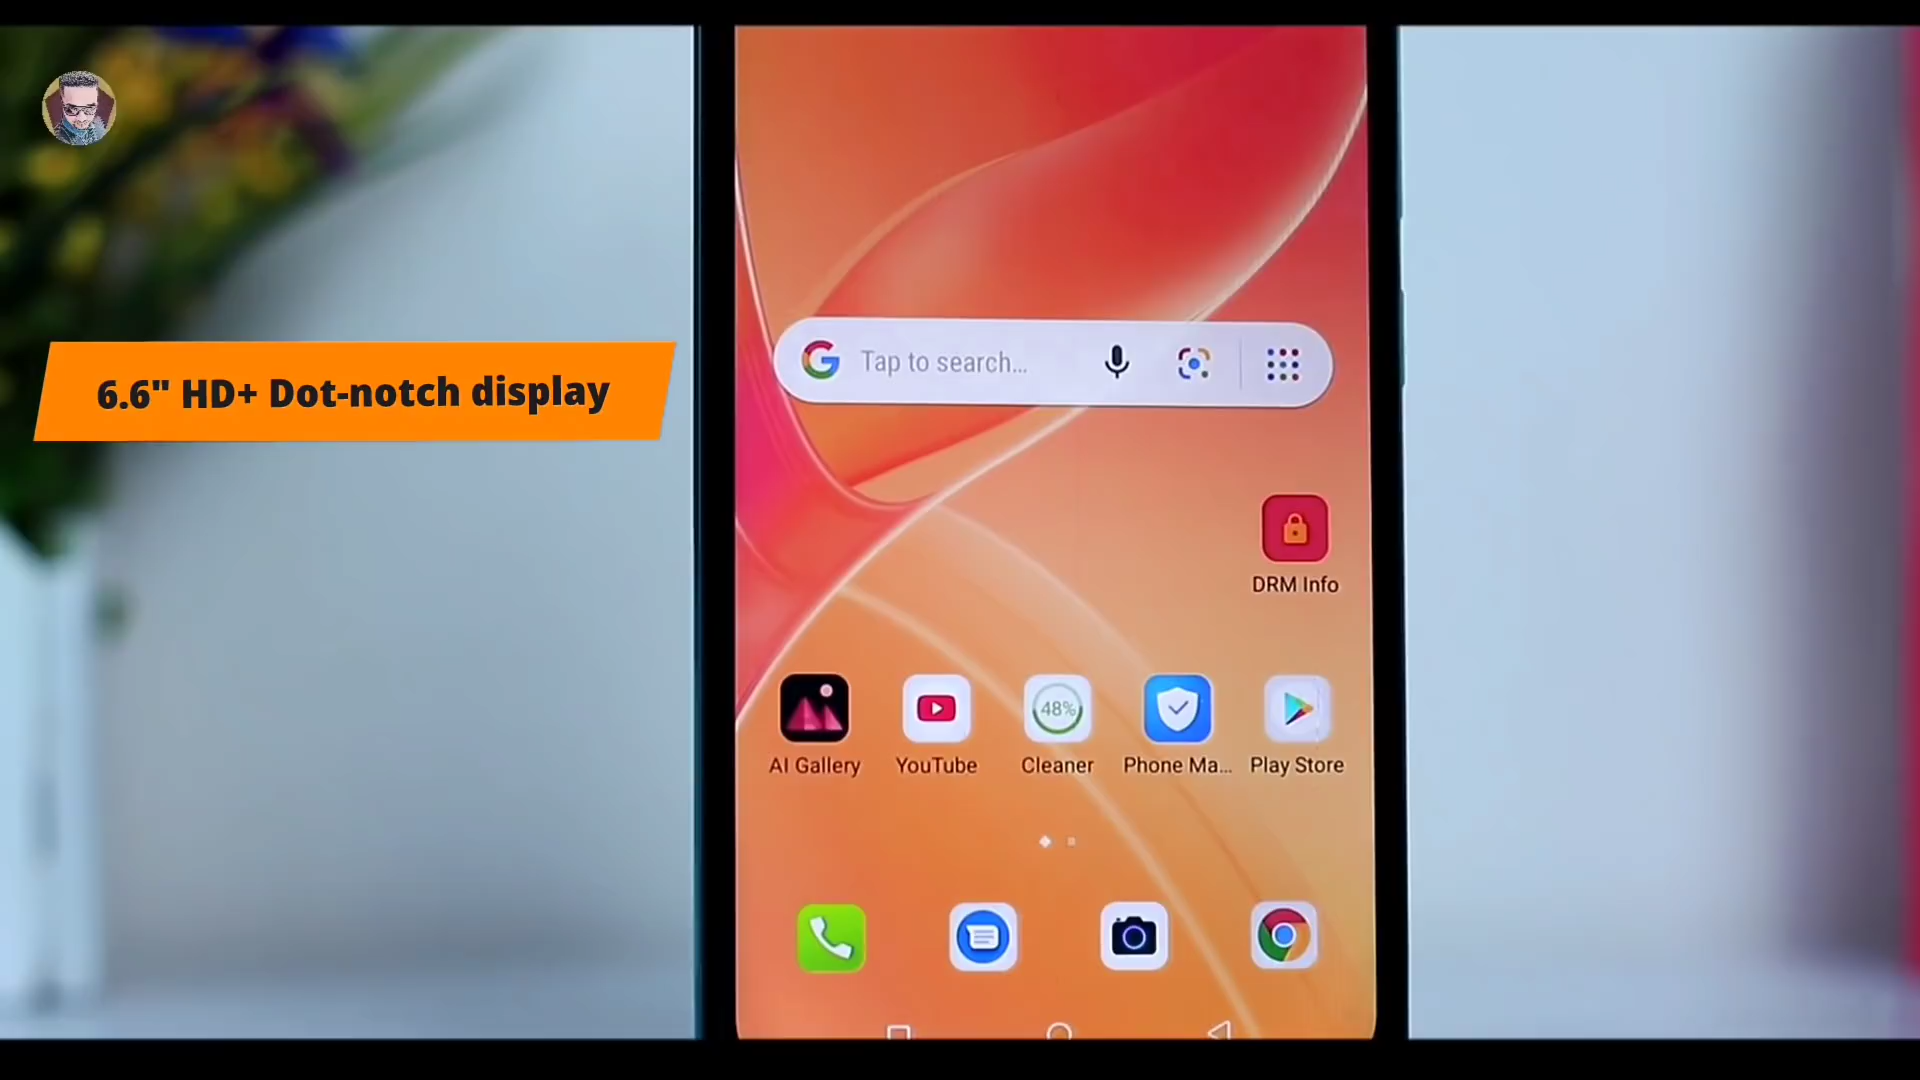 6.6" HD+ Dot-notch display
Tap to search...
DRM Info
48%
AI Gallery
YouTube
Cleaner
Phone Ma...
Play Store